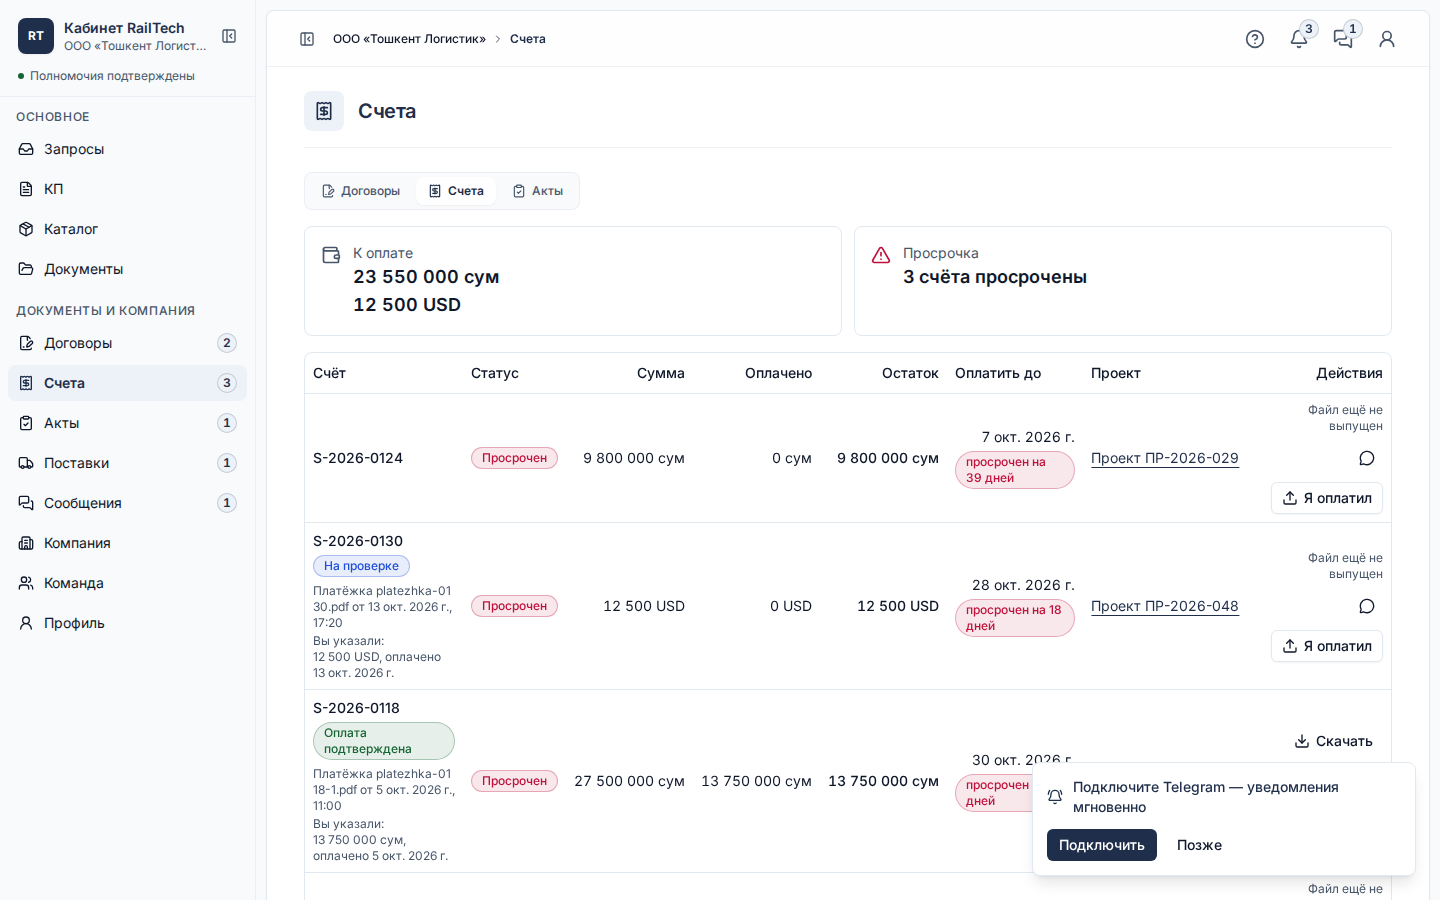 RT
Кабинет RailTech
ООО «Тошкент Логист...
Полномочия подтверждены
ОСНОВНОЕ
Запросы
КП
Каталог
Документы
ДОКУМЕНТЫ И КОМПАНИЯ
Договоры 2
Счета 3
Акты 1
Поставки 1
Сообщения 1
Компания
Команда
Профиль
ООО «Тошкент Логистик» > Счета
3 1
Счета
Договоры Счета Акты
К оплате
23 550 000 сум
12 500 USD
Просрочка
3 счёта просрочены
Счёт Статус Сумма Оплачено Остаток Оплатить до Проект Действия
S-2026-0124 Просрочен 9 800 000 сум 0 сум 9 800 000 сум
7 окт. 2026 г.
просрочен на
39 дней
Проект ПР-2026-029
Файл ещё не
выпущен
Я оплатил
S-2026-0130
На проверке
Платёжка platezhka-01
30.pdf от 13 окт. 2026 г.,
17:20
Вы указали:
12 500 USD, оплачено
13 окт. 2026 г.
Просрочен 12 500 USD 0 USD 12 500 USD
28 окт. 2026 г.
просрочен на 18
дней
Проект ПР-2026-048
Файл ещё не
выпущен
Я оплатил
S-2026-0118
Оплата
подтверждена
Платёжка platezhka-01
18-1.pdf от 5 окт. 2026 г.,
11:00
Вы указали:
13 750 000 сум,
оплачено 5 окт. 2026 г.
Просрочен 27 500 000 сум 13 750 000 сум 13 750 000 сум
30 окт. 2026 г.
просрочен
дней
Скачать
Подключите Telegram — уведомления
мгновенно
Подключить Позже
Файл ещё не